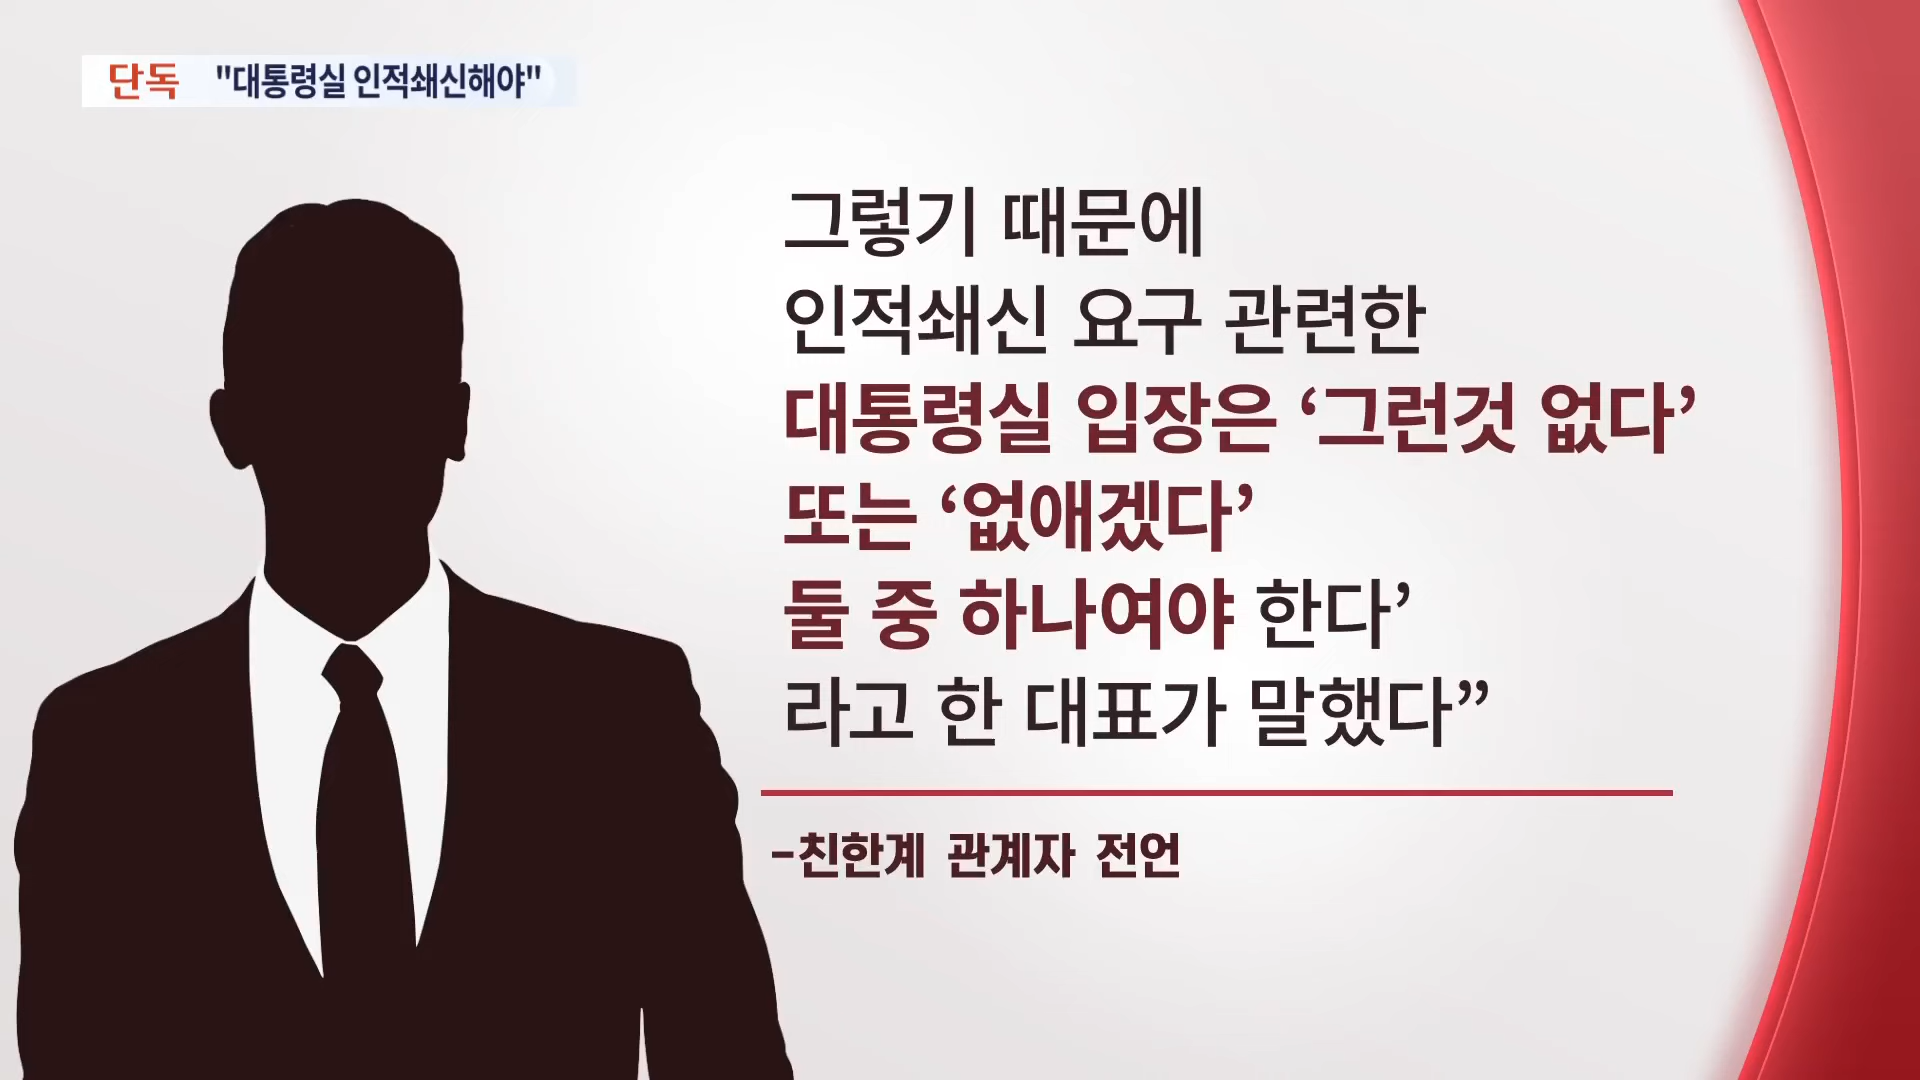 단독 "대통령실 인적쇄신해야"
그렇기 때문에
인적쇄신 요구 관련한
대통령실 입장은 ‘그런것 없다’
또는 ‘없애겠다’
둘 중 하나여야 한다’
라고 한 대표가 말했다”
-친한계 관계자 전언